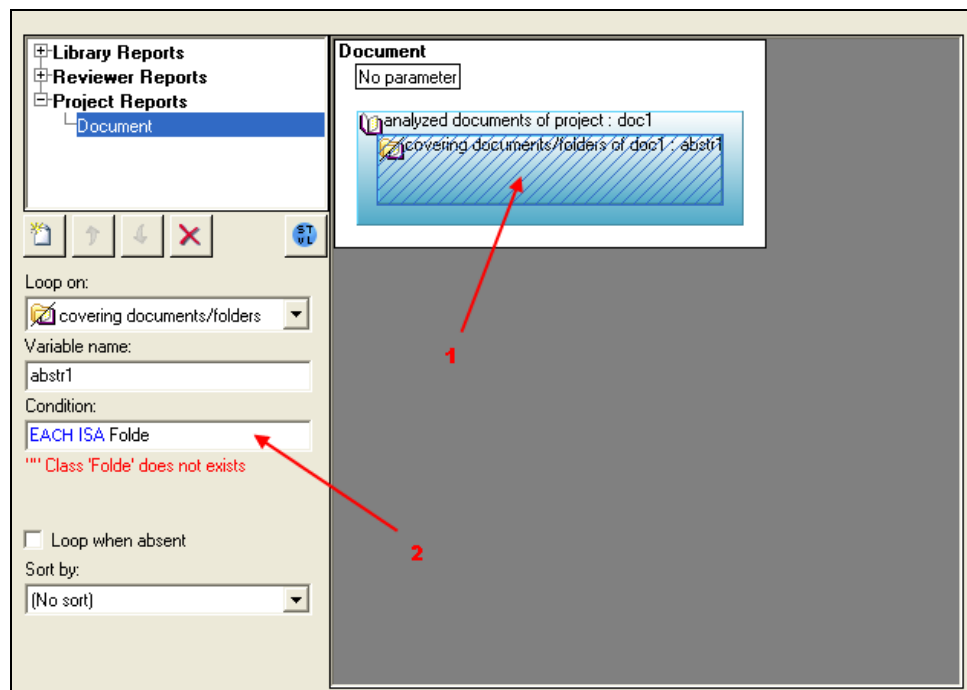 Library Reports
Reviewer Reports
Project Reports
Document
ST
UL
Loop on:
covering documents/folders
Variable name:
abstr1
Condition:
EACH ISA Folde
"" Class 'Folde' does not exists
Loop when absent
Sort by:
(No sort)
Document
No parameter
analyzed documents of project : doc1
covering documents/folders of doc1 : abstr1
1
2